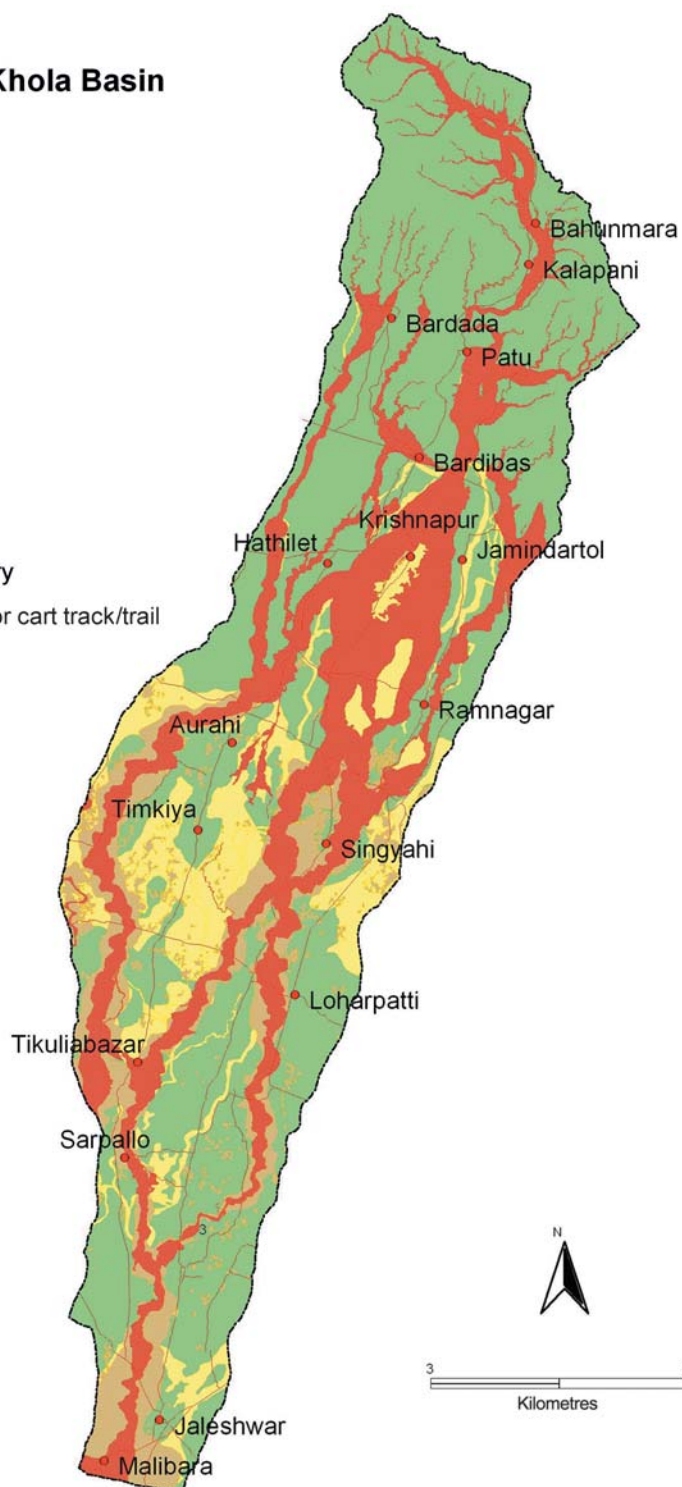 Khola Basin
Bahunmara
Kalapani
Bardada
Patu
Bardibas
Krishnapur
Hathilet
Jamindartol
ry
or cart track/trail
Ramnagar
Aurahi
Timkiya
Singyahi
Loharpatti
Tikuliabazar
Sarpallo
3
N
3
Kilometres
Jaleshwar
Malibara